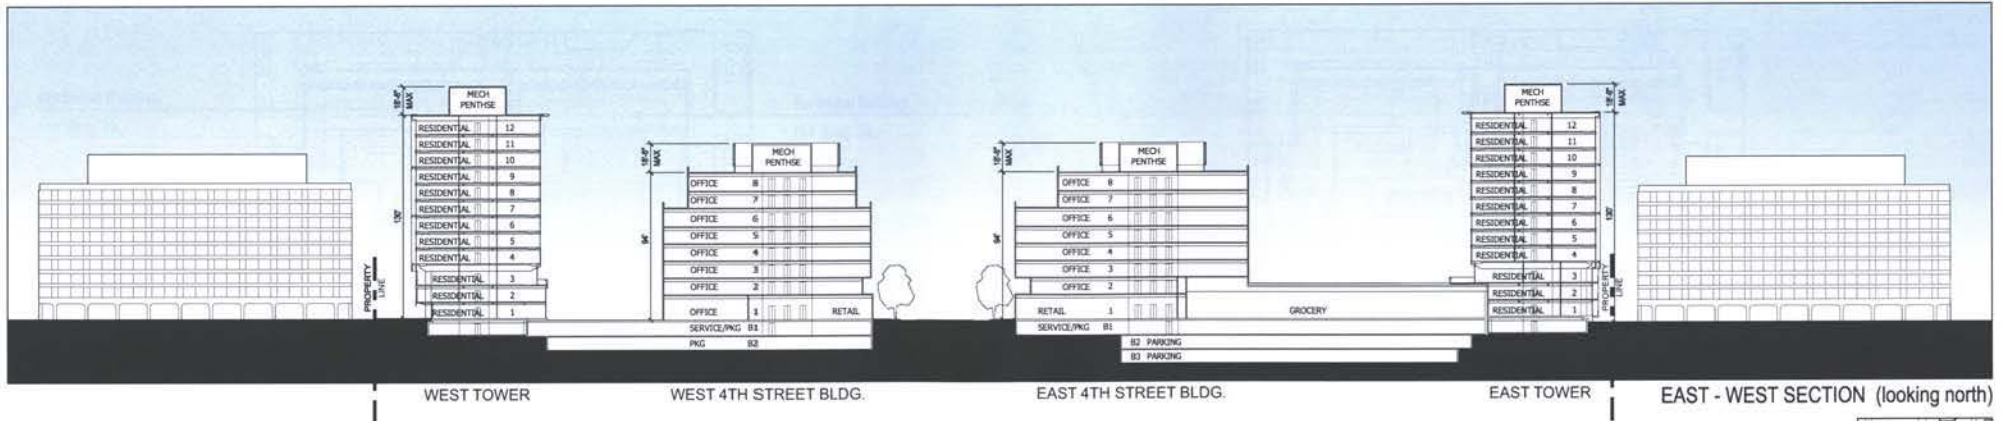 18'-6"
MAX
MECH
PENTHSE
130'
RESIDENTIAL 12
RESIDENTIAL 11
RESIDENTIAL 10
RESIDENTIAL 9
RESIDENTIAL 8
RESIDENTIAL 7
RESIDENTIAL 6
RESIDENTIAL 5
RESIDENTIAL 4
RESIDENTIAL 3
RESIDENTIAL 2
RESIDENTIAL 1
PROPERTY
LINE
18'-6"
MAX
MECH
PENTHSE
94'
OFFICE 8
OFFICE 7
OFFICE 6
OFFICE 5
OFFICE 4
OFFICE 3
OFFICE 2
OFFICE 1 RETAIL
SERVICE/PKG B1
PKG B2
18'-6"
MAX
MECH
PENTHSE
94'
OFFICE 8
OFFICE 7
OFFICE 6
OFFICE 5
OFFICE 4
OFFICE 3
OFFICE 2
RETAIL 1 GROCERY
SERVICE/PKG B1
B2 PARKING
B3 PARKING
MECH
PENTHSE
18'-6"
MAX
130'
RESIDENTIAL 12
RESIDENTIAL 11
RESIDENTIAL 10
RESIDENTIAL 9
RESIDENTIAL 8
RESIDENTIAL 7
RESIDENTIAL 6
RESIDENTIAL 5
RESIDENTIAL 4
RESIDENTIAL 3
RESIDENTIAL 2
RESIDENTIAL 1
PROPERTY
LINE
WEST TOWER
WEST 4TH STREET BLDG.
EAST 4TH STREET BLDG.
EAST TOWER
EAST - WEST SECTION (looking north)